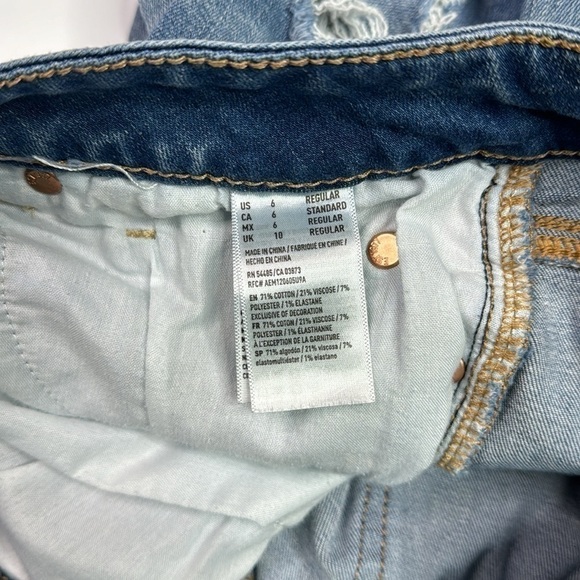 US 6 REGULAR
CA 6 STANDARD
MX 6 REGULAR
UK 10 REGULAR
MADE IN CHINA / FABRIQUÉ EN CHINE /
HECHO EN CHINA
RN 54485/CA 03873
RFC# AEM120605U9A
EN 71% COTTON / 21% VISCOSE / 7%
POLYESTER / 1% ELASTANE
EXCLUSIVE OF DECORATION
FR 71% COTON / 21% VISCOSE / 7%
POLYESTER / 1% ÉLASTHANNE
À L'EXCEPTION DE LA GARNITURE
SP 71% algodón / 21% viscosa / 7%
elastomultiéster / 1% elastano